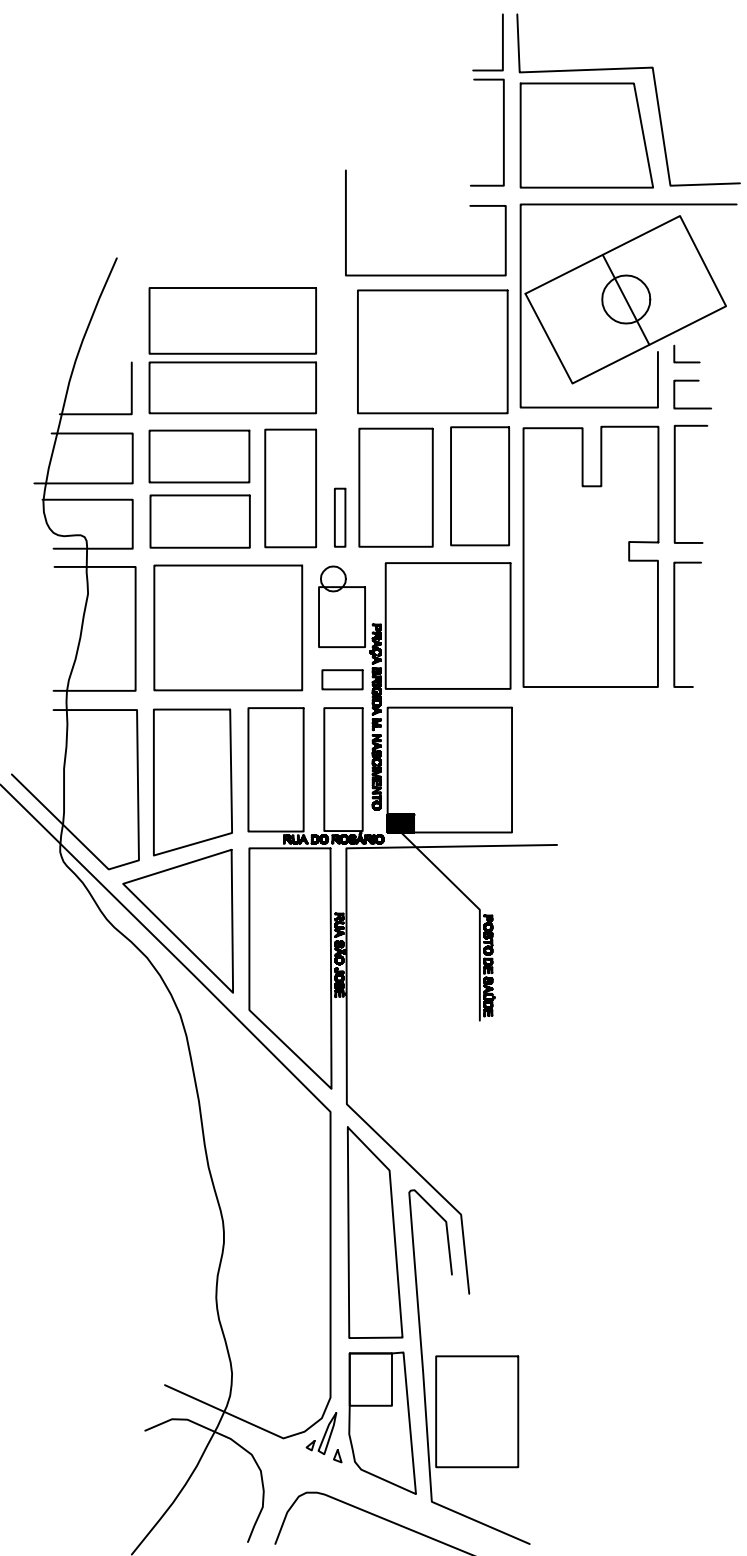 PRAÇA BRIGIDA M. NASCIMENTO
RUA DO ROSÁRIO
RUA SÃO JOSÉ
POSTO DE SAÚDE